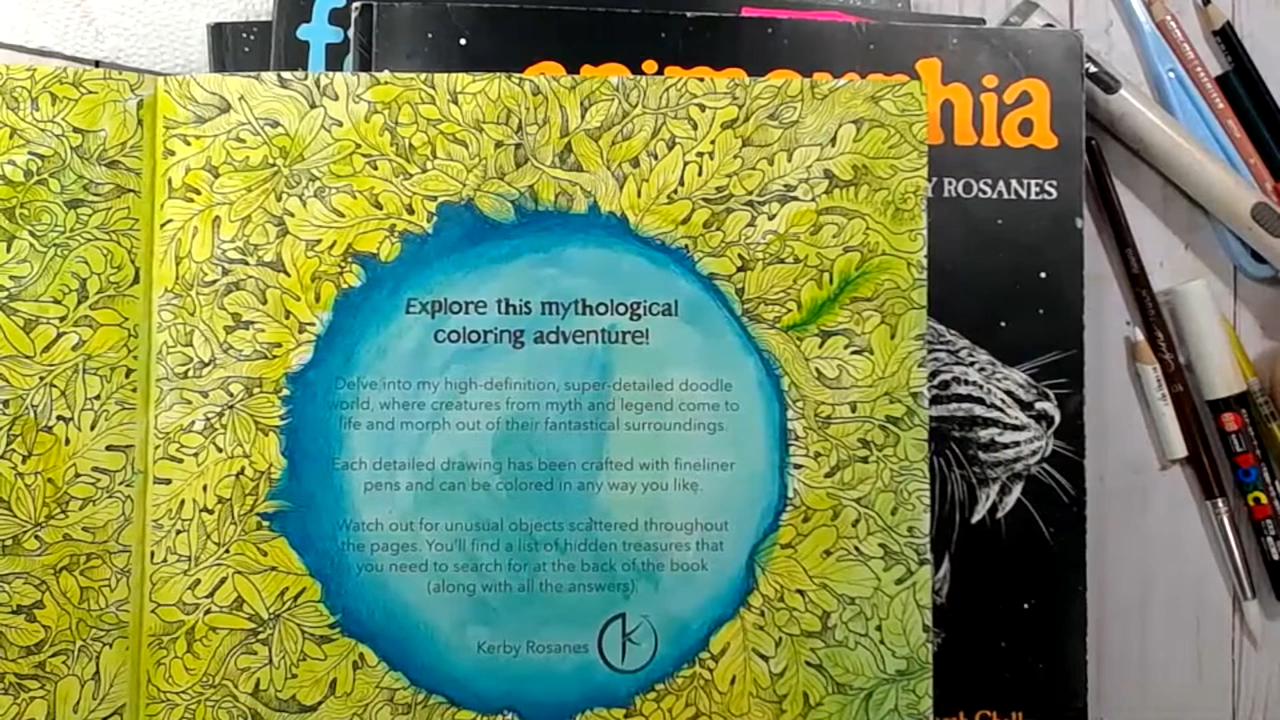 f
animorphia
Y ROSANES
Explore this mythological
coloring adventure!
Delve into my high-definition, super-detailed doodle
world, where creatures from myth and legend come to
life and morph out of their fantastical surroundings.
Each detailed drawing has been crafted with fineliner
pens and can be colored in any way you like.
Watch out for unusual objects scattered throughout
the pages. You'll find a list of hidden treasures that
you need to search for at the back of the book
(along with all the answers).
Kerby Rosanes
K